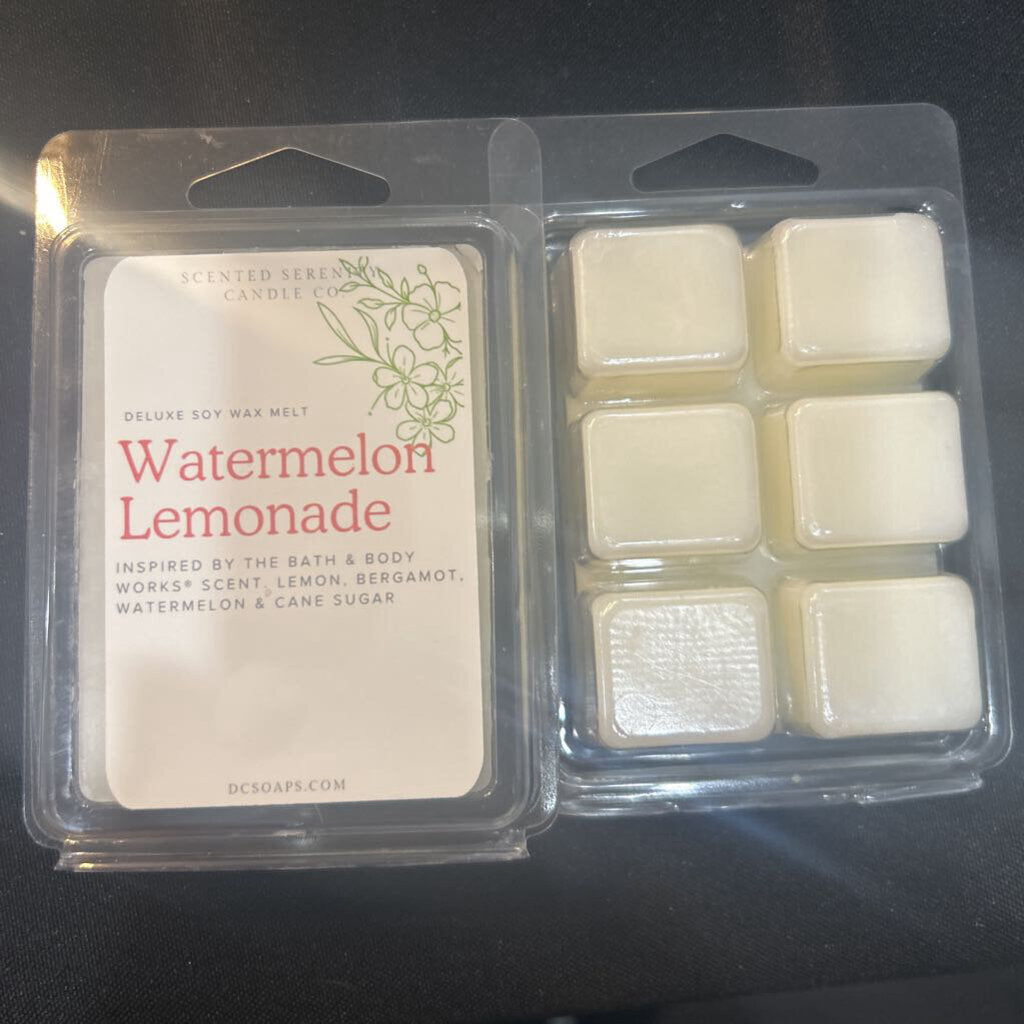 SCENTED SERENITY
CANDLE CO.
DELUXE SOY WAX MELT
Watermelon
Lemonade
INSPIRED BY THE BATH & BODY
WORKS® SCENT, LEMON, BERGAMOT,
WATERMELON & CANE SUGAR
DCSOAPS.COM